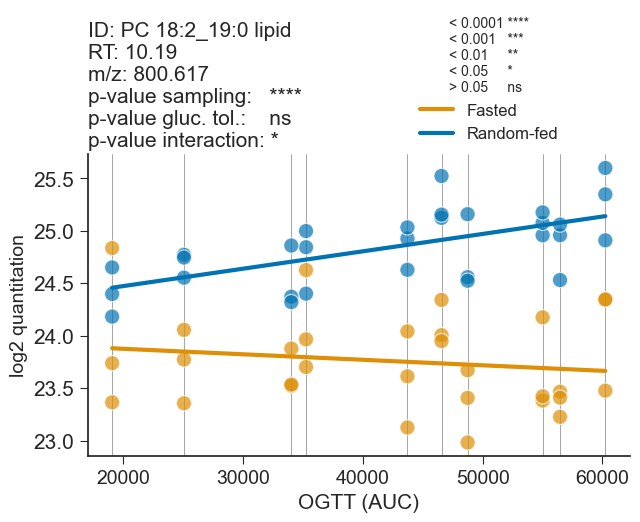 ID: PC 18:2_19:0 lipid
RT: 10.19
m/z: 800.617
p-value sampling: ****
p-value gluc. tol.: ns
p-value interaction: *
< 0.0001 ****
< 0.001 ***
< 0.01 **
< 0.05 *
> 0.05 ns
Fasted
Random-fed
log2 quantitation
25.5
25.0
24.5
24.0
23.5
23.0
20000 30000 40000 50000 60000
OGTT (AUC)